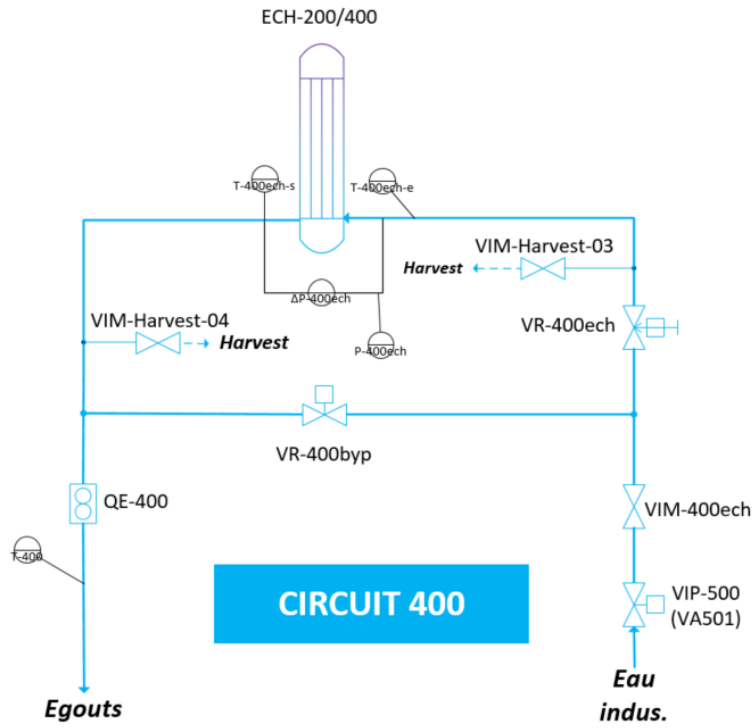 ECH-200/400
T-400ech-s
T-400ech-e
VIM-Harvest-03
Harvest
ΔP-400ech
VIM-Harvest-04
Harvest
P-400ech
VR-400ech
VR-400byp
QE-400
VIM-400ech
T-400
CIRCUIT 400
VIP-500
(VA501)
Egouts
Eau
indus.